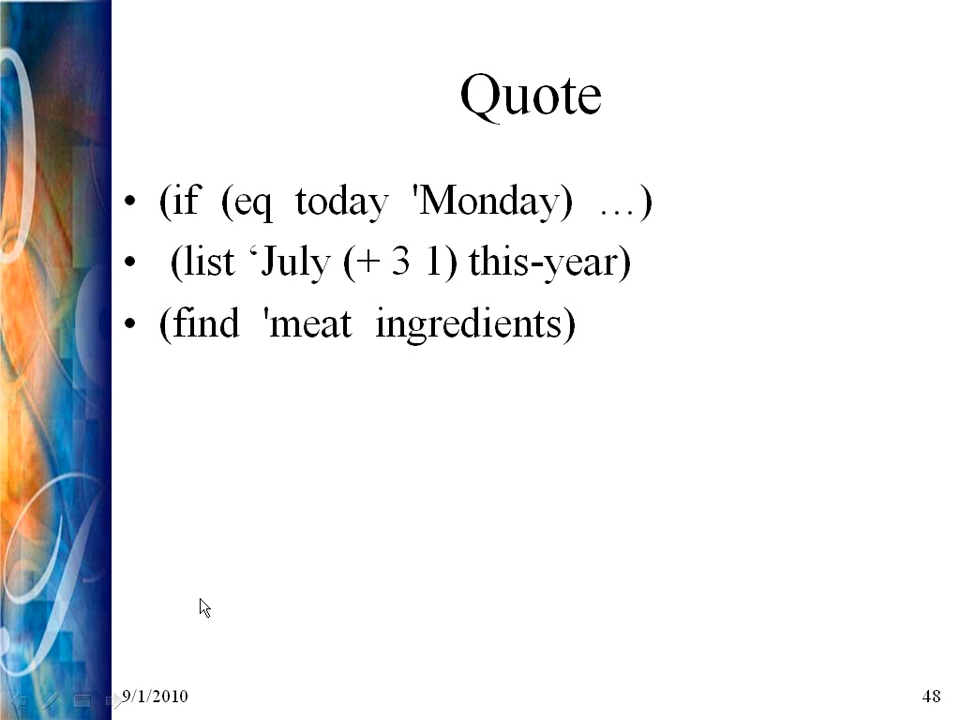 Quote
• (if (eq today 'Monday) …)
• (list ‘July (+ 3 1) this-year)
• (find 'meat ingredients)
9/1/2010
48